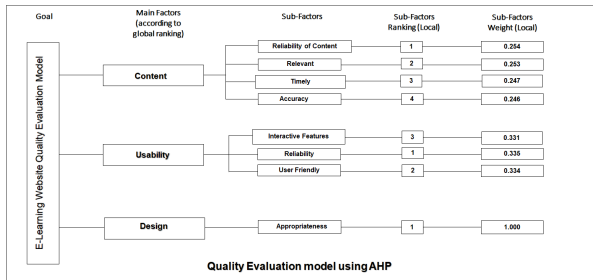 Goal
Main Factors
(according to
global ranking)
Sub-Factors
Sub-Factors
Ranking (Local)
Sub-Factors
Weight (Local)
E-Learning Website Quality Evaluation Model
Content
Reliability of Content
1
0.254
Relevant
2
0.253
Timely
3
0.247
Accuracy
4
0.246
Usability
Interactive Features
3
0.331
Reliability
1
0.335
User Friendly
2
0.334
Design
Appropriateness
1
1.000
Quality Evaluation model using AHP